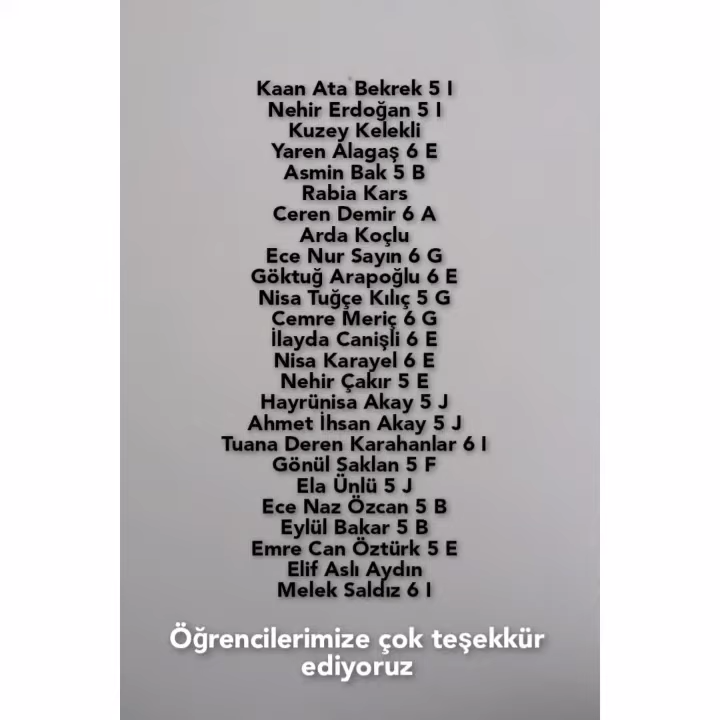 Kaan Ata Bekrek 5 I
Nehir Erdoğan 5 I
Kuzey Kelekli
Yaren Alagaş 6 E
Asmin Bak 5 B
Rabia Kars
Ceren Demir 6 A
Arda Koçlu
Ece Nur Sayın 6 G
Göktuğ Arapoğlu 6 E
Nisa Tuğçe Kılıç 5 G
Cemre Meriç 6 G
İlayda Canişli 6 E
Nisa Karayel 6 E
Nehir Çakır 5 E
Hayrünisa Akay 5 J
Ahmet İhsan Akay 5 J
Tuana Deren Karahanlar 6 I
Gönül Saklan 5 F
Ela Ünlü 5 J
Ece Naz Özcan 5 B
Eylül Bakar 5 B
Emre Can Öztürk 5 E
Elif Aslı Aydın
Melek Saldız 6 I
Öğrencilerimize çok teşekkür
ediyoruz